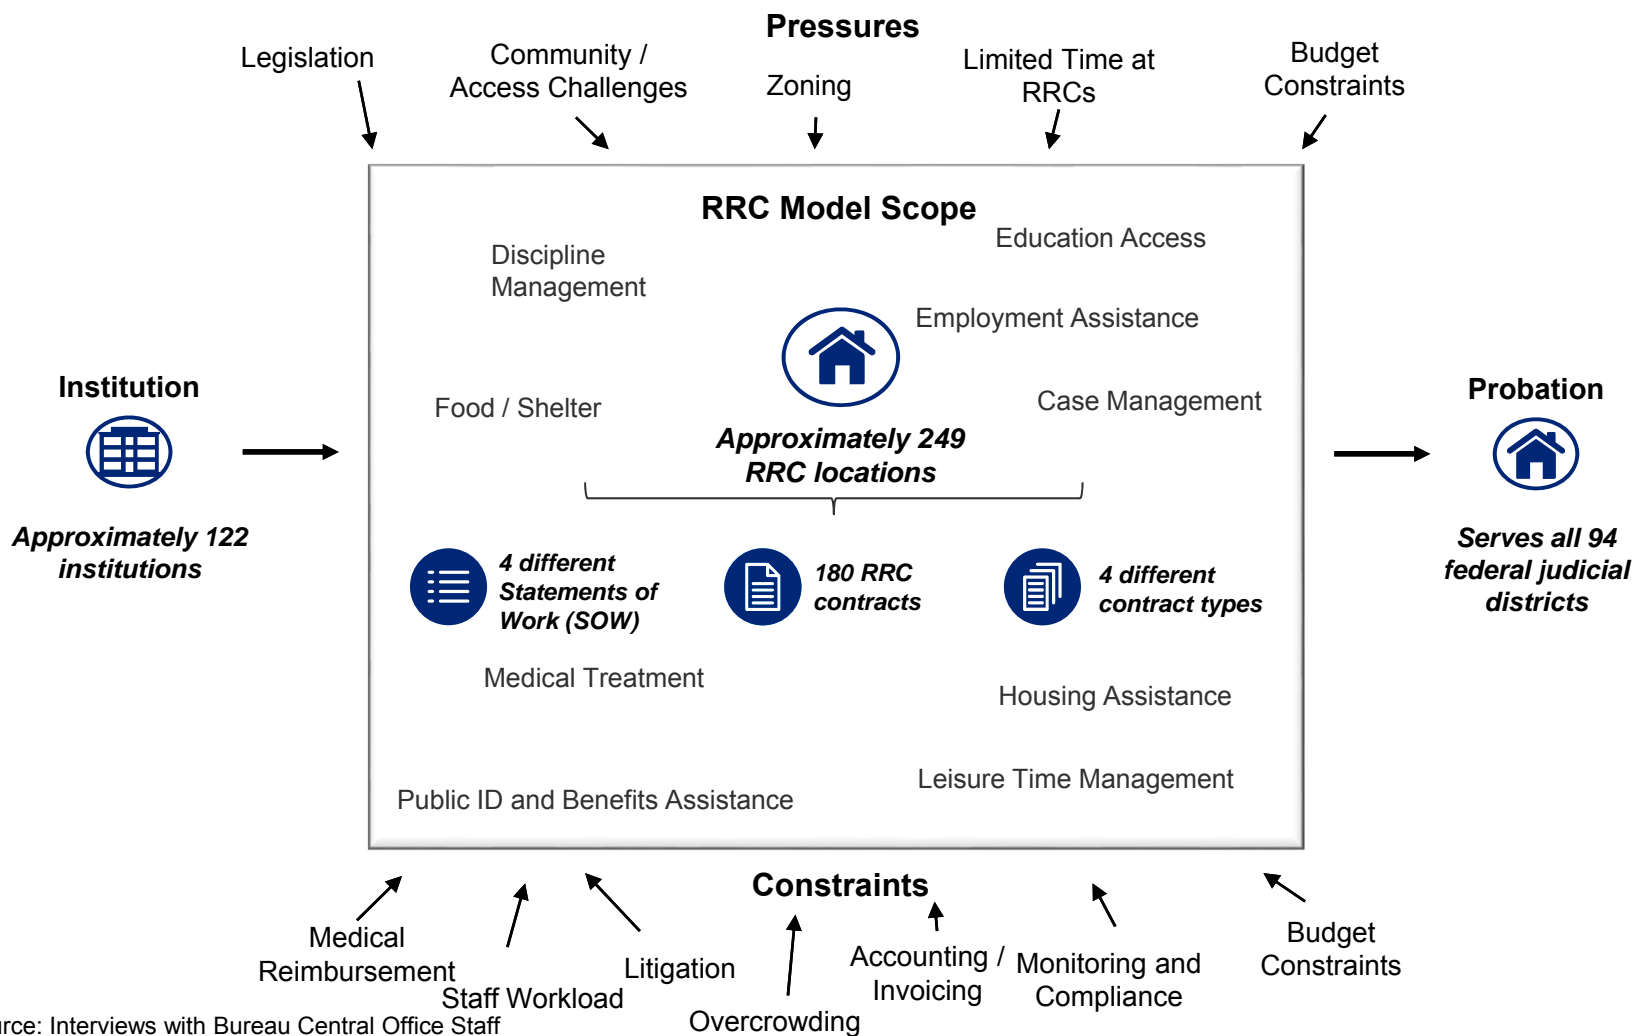 Pressures
Legislation
Community /
Access Challenges
Zoning
Limited Time at
RRCs
Budget
Constraints
RRC Model Scope
Discipline
Management
Education Access
Employment Assistance
Food / Shelter
Case Management
Approximately 249
RRC locations
Institution
Approximately 122
institutions
Probation
Serves all 94
federal judicial
districts
4 different
Statements of
Work (SOW)
180 RRC
contracts
4 different
contract types
Medical Treatment
Housing Assistance
Leisure Time Management
Public ID and Benefits Assistance
Constraints
Medical
Reimbursement
Staff Workload
Litigation
Overcrowding
Accounting /
Invoicing
Monitoring and
Compliance
Budget
Constraints
urce: Interviews with Bureau Central Office Staff